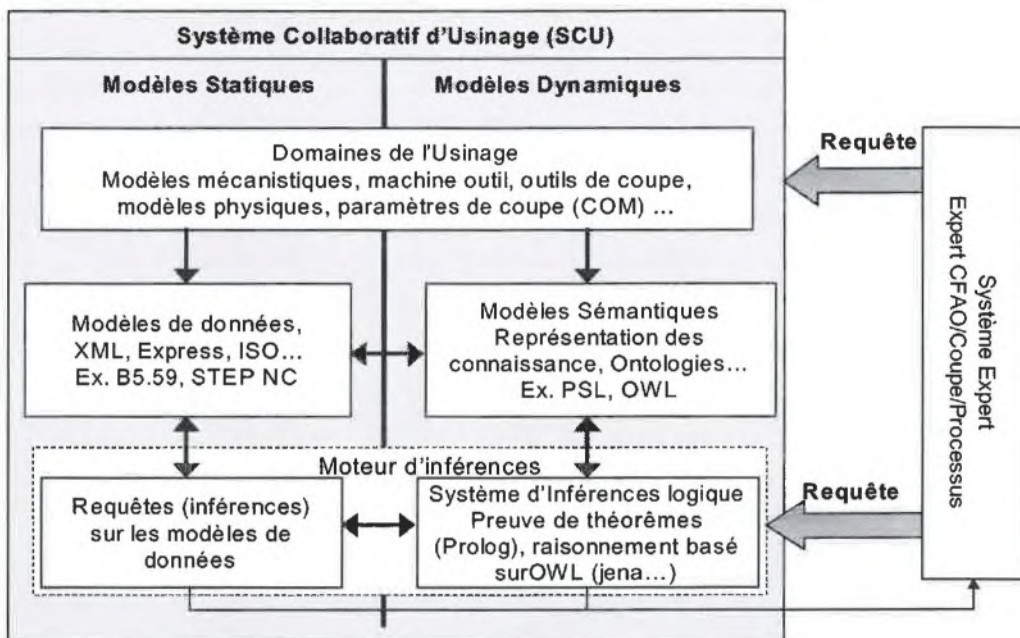 Système Collaboratif d'Usinage (SCU)
Modèles Statiques
Modèles Dynamiques
Domaines de l'Usinage
Modèles mécanistiques, machine outil, outils de coupe,
modèles physiques, paramètres de coupe (COM) ...
Modèles de données,
XML, Express, ISO...
Ex. B5.59, STEP NC
Modèles Sémantiques
Représentation des
connaissance, Ontologies...
Ex. PSL, OWL
Moteur d'inférences
Requêtes (inférences)
sur les modèles de
données
Système d'Inférences logique
Preuve de théorêmes
(Prolog), raisonnement basé
surOWL (jena...)
Requête
Requête
Système Expert
Expert CFAO/Coupe/Processus